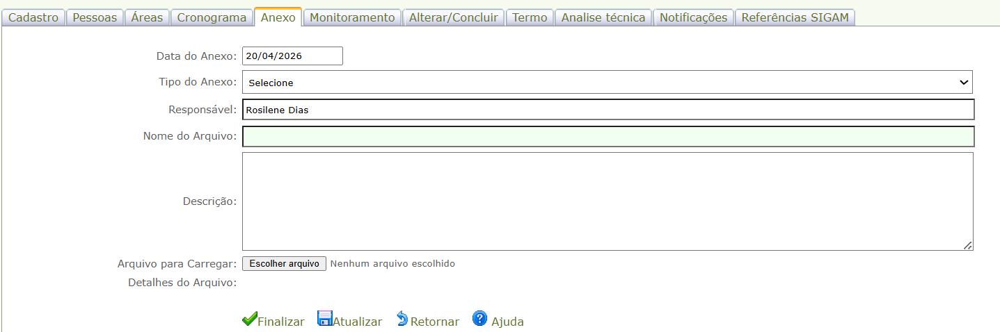 Cadastro Pessoas Áreas Cronograma Anexo Monitoramento Alterar/Concluir Termo Analise técnica Notificações Referências SIGAM
Data do Anexo: 20/04/2026
Tipo do Anexo: Selecione
Responsável: Rosilene Dias
Nome do Arquivo:
Descrição:
Arquivo para Carregar: Escolher arquivo Nenhum arquivo escolhido
Detalhes do Arquivo:
Finalizar Atualizar Retornar Ajuda